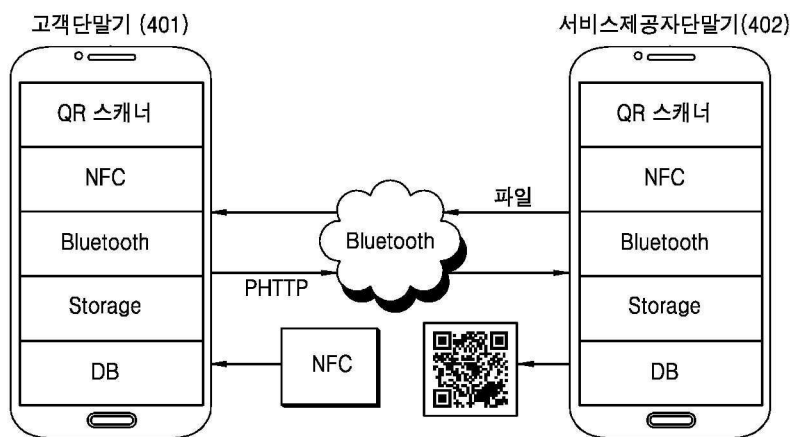 고객단말기 (401)
서비스제공자단말기(402)
QR 스캐너
NFC
Bluetooth
Storage
DB
파일
Bluetooth
PHTTP
NFC
QR 스캐너
NFC
Bluetooth
Storage
DB